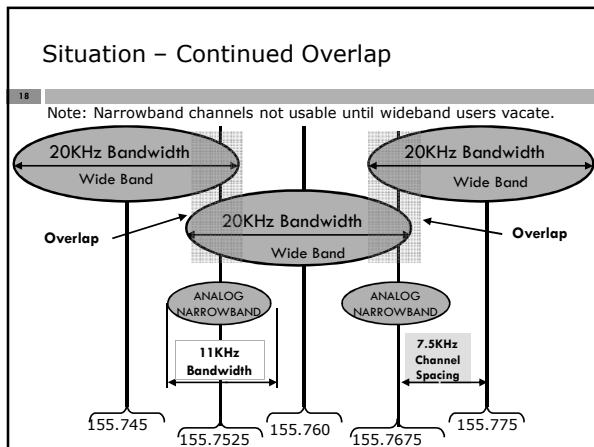 Situation – Continued Overlap
18
Note: Narrowband channels not usable until wideband users vacate.
20KHz Bandwidth
Wide Band
20KHz Bandwidth
Wide Band
20KHz Bandwidth
Wide Band
Overlap
Overlap
ANALOG
NARROWBAND
ANALOG
NARROWBAND
11KHz
Bandwidth
7.5KHz
Channel
Spacing
155.745
155.7525
155.760
155.7675
155.775